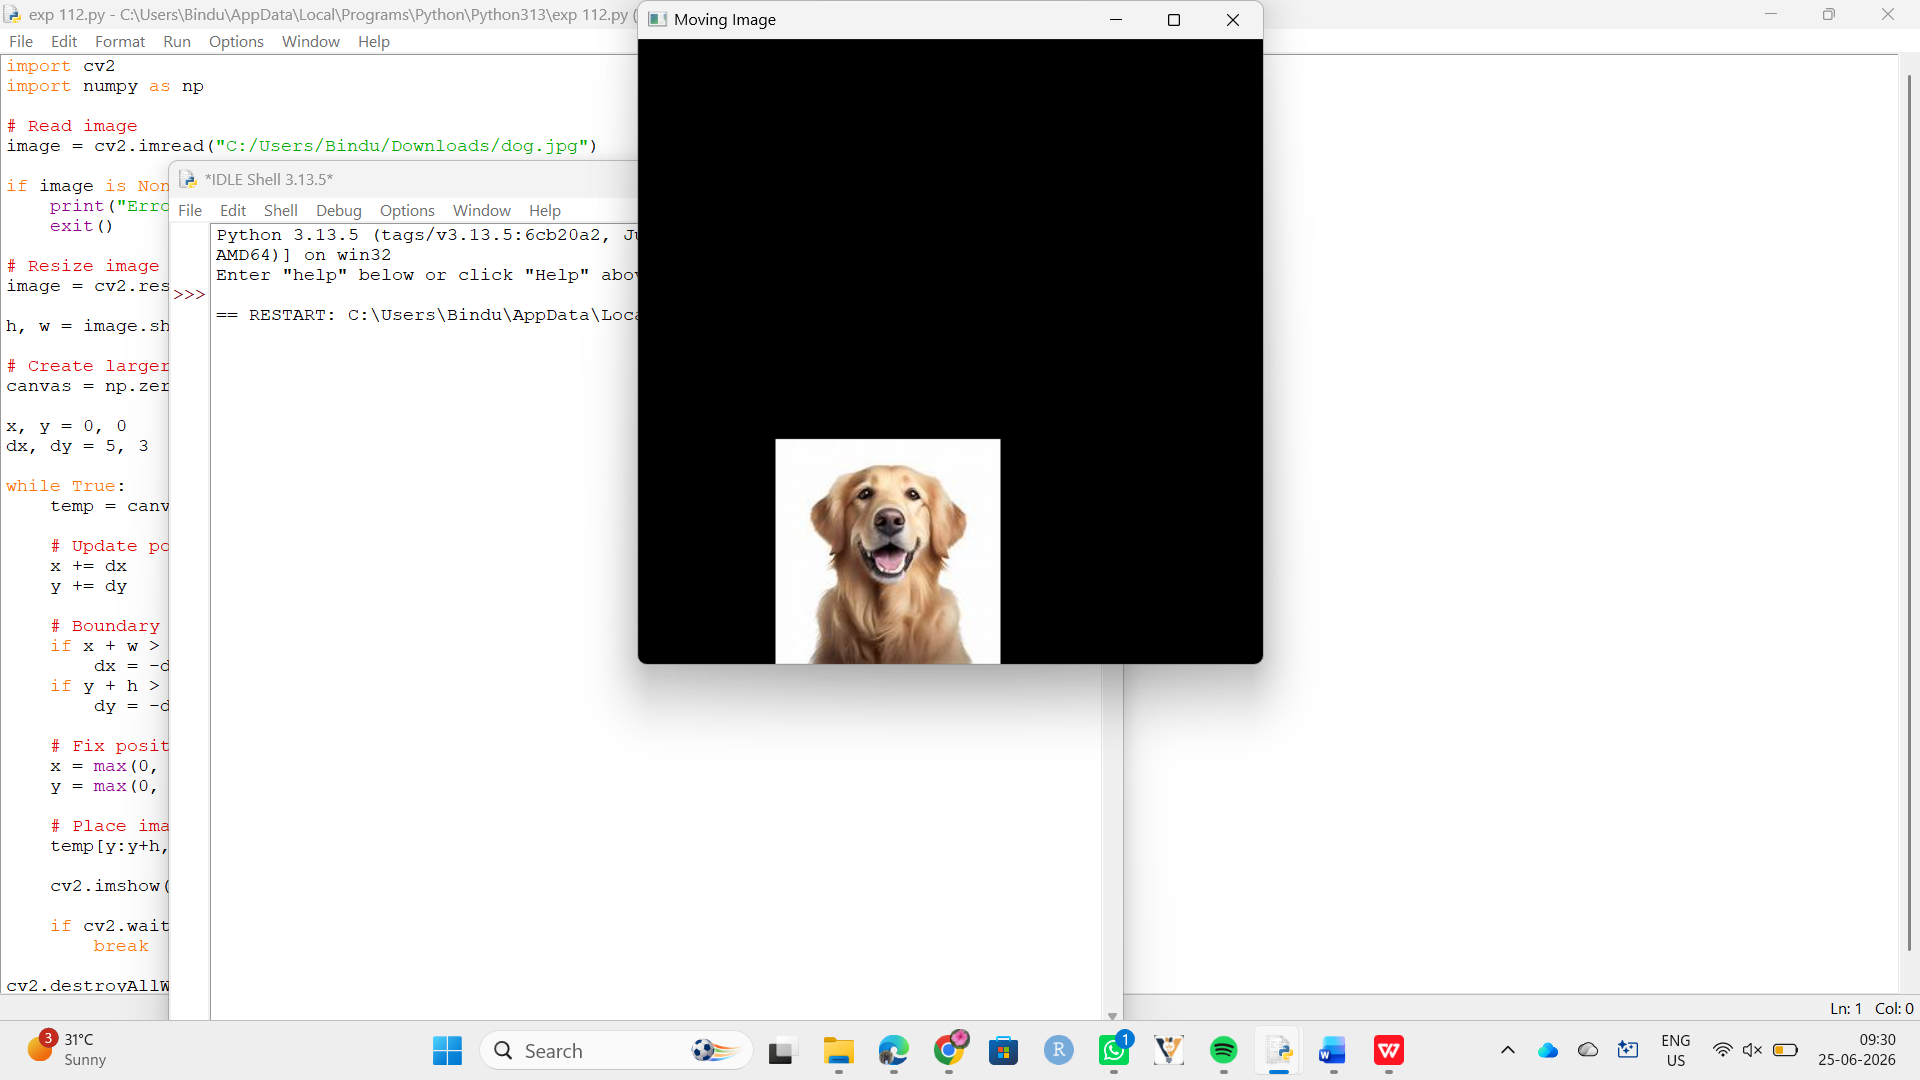 exp 112.py - C:\Users\Bindu\AppData\Local\Programs\Python\Python313\exp 112.py (
File Edit Format Run Options Window Help
import cv2
import numpy as np
# Read image
image = cv2.imread("C:/Users/Bindu/Downloads/dog.jpg")
if image is Non
print("Erro
exit()
# Resize image
image = cv2.res
h, w = image.sh
# Create larger
canvas = np.zer
x, y = 0, 0
dx, dy = 5, 3
while True:
temp = canv
# Update po
x += dx
y += dy
# Boundary
if x + w >
dx = -d
if y + h >
dy = -d
# Fix posit
x = max(0,
y = max(0,
# Place ima
temp[y:y+h,
cv2.imshow(
if cv2.wait
break
cv2.destroyAllW
*IDLE Shell 3.13.5*
File Edit Shell Debug Options Window Help
Python 3.13.5 (tags/v3.13.5:6cb20a2, Ju
AMD64)] on win32
Enter "help" below or click "Help" abov
>>>
== RESTART: C:\Users\Bindu\AppData\Loca
Moving Image
Ln: 1 Col: 0
3
31°C
Sunny
Search
R
1
W
W
ENG
US
09:30
25-06-2026